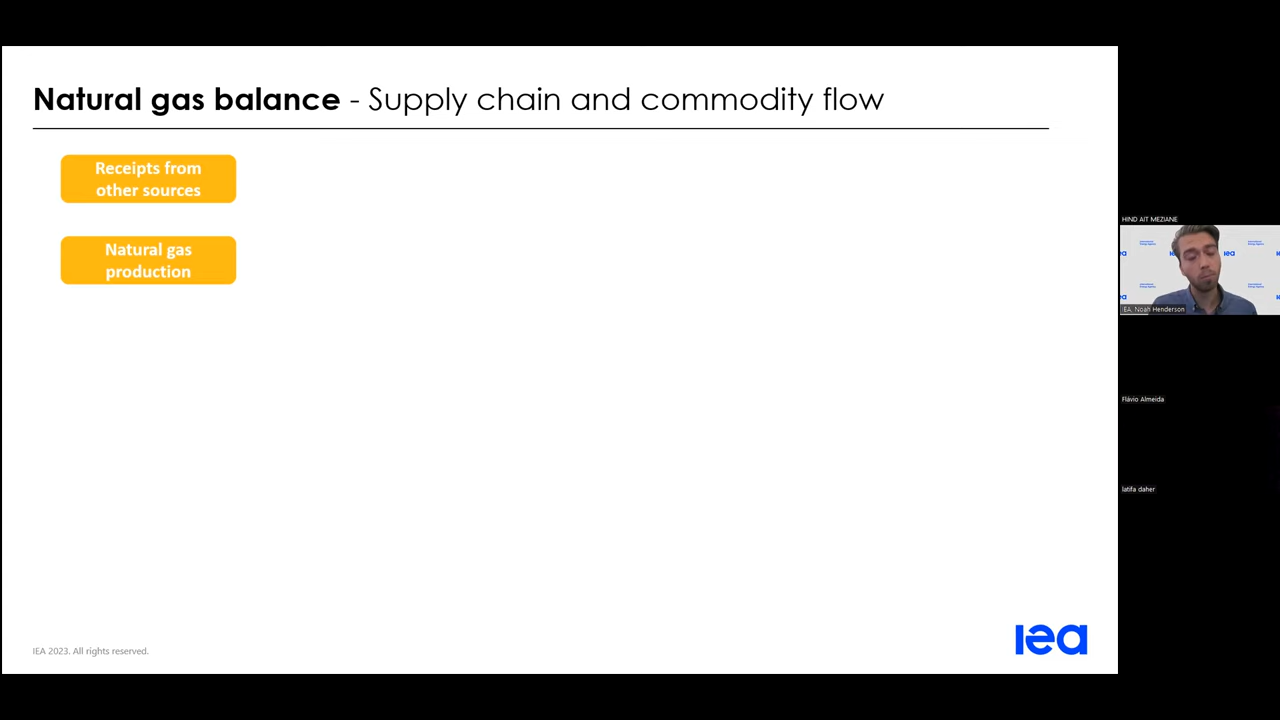 Natural gas balance - Supply chain and commodity flow
Receipts from
other sources
Natural gas
production
IEA 2023. All rights reserved.
iea
HIND AIT MEZIANE
iea
IEA. Noah Henderson
Flávio Almeida
latifa daher